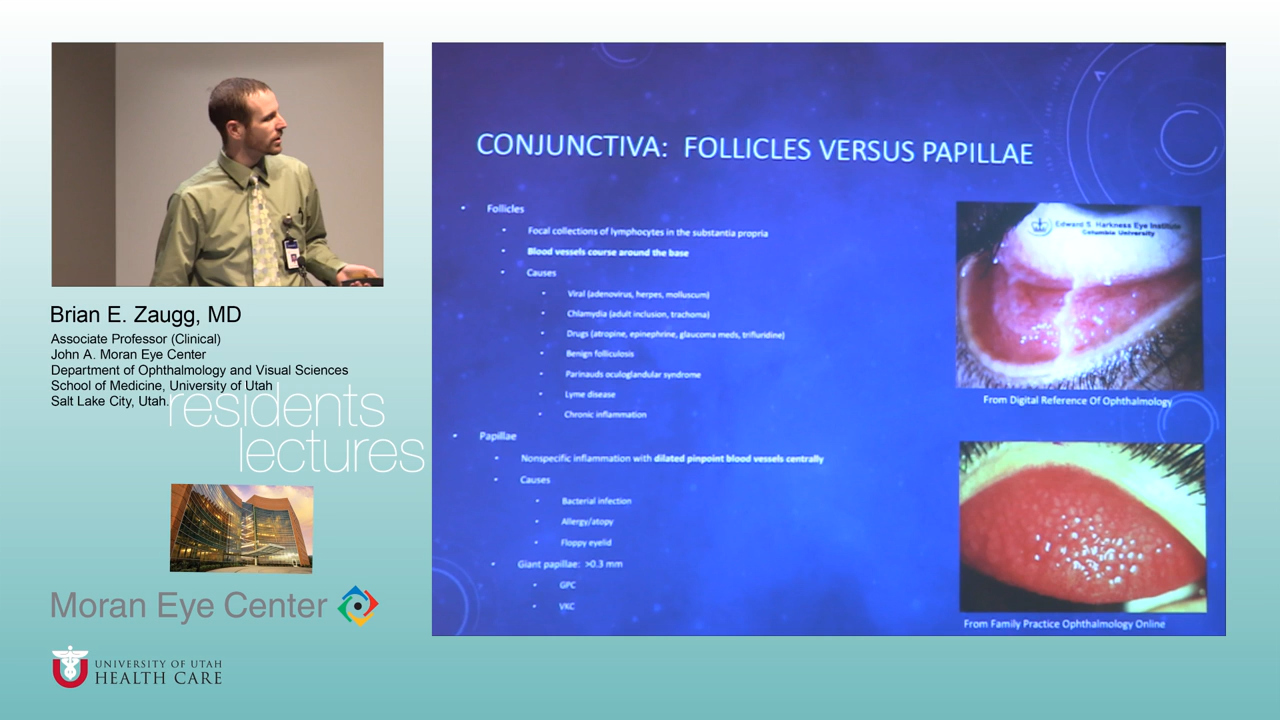 Brian E. Zaugg, MD
Associate Professor (Clinical)
John A. Moran Eye Center
Department of Ophthalmology and Visual Sciences
School of Medicine, University of Utah
Salt Lake City, Utah.
residents
lectures
Moran Eye Center
UNIVERSITY OF UTAH
HEALTH CARE
CONJUNCTIVA: FOLLICLES VERSUS PAPILLAE
Follicles
Focal collections of lymphocytes in the substantia propria
Blood vessels course around the base
Causes
Viral (adenovirus, herpes, molluscum)
Chlamydia (adult inclusion, trachoma)
Drugs (atropine, epinephrine, glaucoma meds, trifluridine)
Benign folliculosis
Parinauds oculoglandular syndrome
Lyme disease
Chronic inflammation
Papillae
Nonspecific inflammation with dilated pinpoint blood vessels centrally
Causes
Bacterial infection
Allergy/atopy
Floppy eyelid
Giant papillae: >0.3 mm
GPC
VKC
Edward S. Harkness Eye Institute
Columbia University
From Digital Reference Of Ophthalmology
From Family Practice Ophthalmology Online